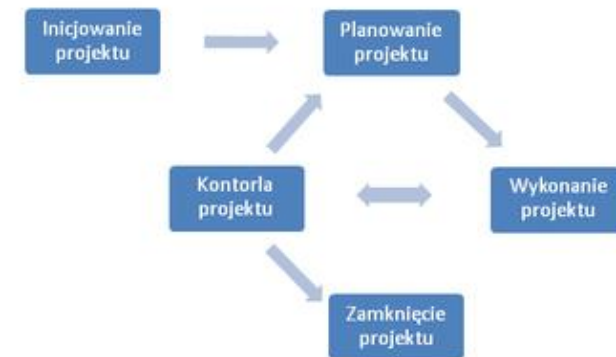 Inicjowanie
projektu
Planowanie
projektu
Kontorla
projektu
Wykonanie
projektu
Zamknięcie
projektu